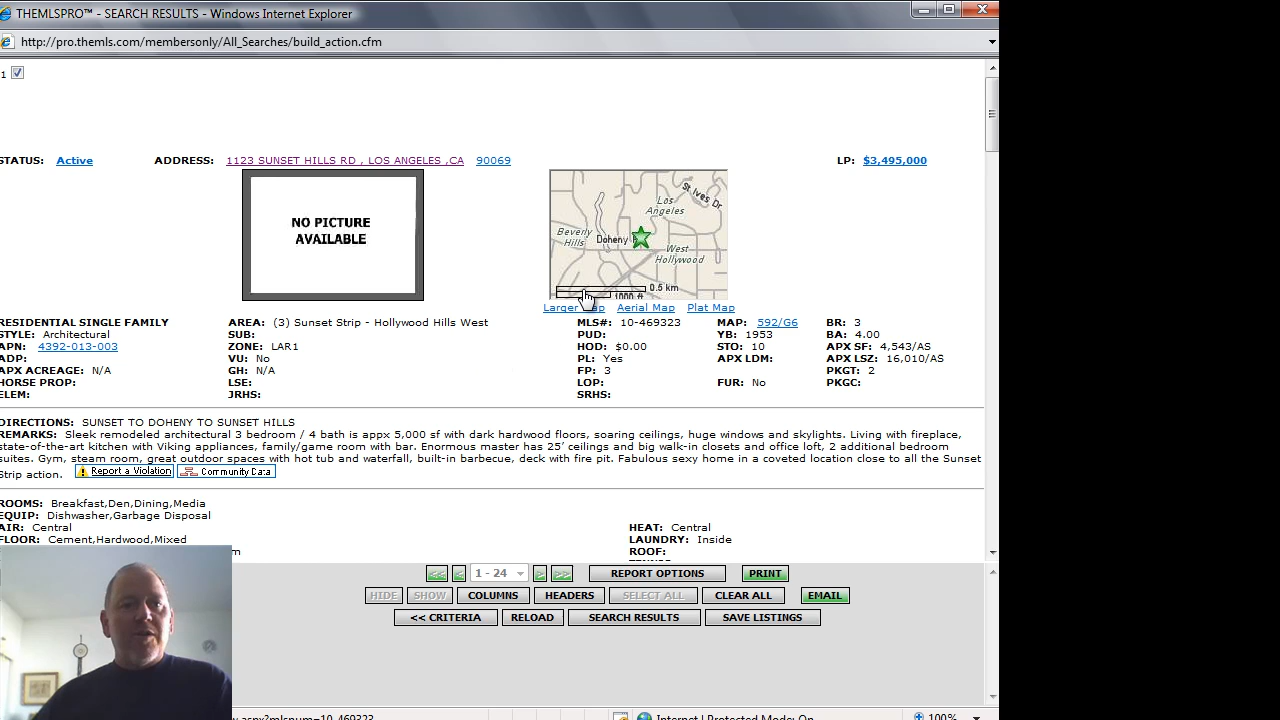 THEMLSPRO™ - SEARCH RESULTS - Windows Internet Explorer
http://pro.themls.com/membersonly/All_Searches/build_action.cfm
1
STATUS: Active ADDRESS: 1123 SUNSET HILLS RD , LOS ANGELES ,CA 90069 LP: $3,495,000
NO PICTURE
AVAILABLE
St Ives Dr
Los
Angeles
Beverly
Hills
Doheny
West
Hollywood
0.5 km
1000 ft
Larger Map Aerial Map Plat Map
RESIDENTIAL SINGLE FAMILY AREA: (3) Sunset Strip - Hollywood Hills West MLS#: 10-469323 MAP: 592/G6 BR: 3
STYLE: Architectural SUB: PUD: YB: 1953 BA: 4.00
APN: 4392-013-003 ZONE: LAR1 HOD: $0.00 STO: 10 APX SF: 4,543/AS
ADP: VU: No PL: Yes APX LDM: APX LSZ: 16,010/AS
APX ACREAGE: N/A GH: N/A FP: 3 PKGT: 2
HORSE PROP: LSE: LOP: FUR: No PKGC:
ELEM: JRHS: SRHS:
DIRECTIONS: SUNSET TO DOHENY TO SUNSET HILLS
REMARKS: Sleek remodeled architectural 3 bedroom / 4 bath is appx 5,000 sf with dark hardwood floors, soaring ceilings, huge windows and skylights. Living with fireplace,
state-of-the-art kitchen with Viking appliances, family/game room with bar. Enormous master has 25' ceilings and big walk-in closets and office loft, 2 additional bedroom
suites. Gym, steam room, great outdoor spaces with hot tub and waterfall, built-in barbecue, deck with fire pit. Fabulous sexy home in a coveted location close to all the Sunset
Strip action. Report a Violation Community Data
ROOMS: Breakfast,Den,Dining,Media
EQUIP: Dishwasher,Garbage Disposal
AIR: Central HEAT: Central
FLOOR: Cement,Hardwood,Mixed LAUNDRY: Inside
ROOF:
<< < 1 - 24 > >> REPORT OPTIONS PRINT
HIDE SHOW COLUMNS HEADERS SELECT ALL CLEAR ALL EMAIL
<< CRITERIA RELOAD SEARCH RESULTS SAVE LISTINGS
Internet | Protected Mode: On 100%